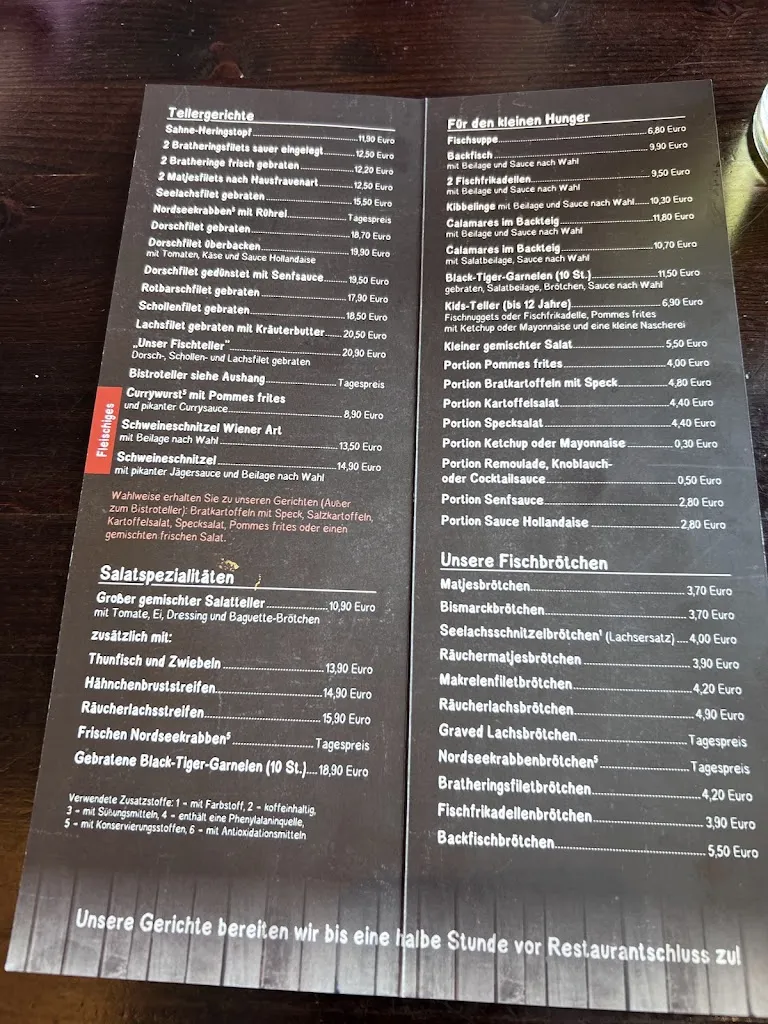 Tellergerichte
Sahne-Heringstopf 11,90 Euro
2 Bratheringfilets sauer eingelegt 12,50 Euro
2 Bratheringe frisch gebraten 12,20 Euro
2 Matjesfilets nach Hausfrauenart 12,50 Euro
Seelachsfilet gebraten 15,50 Euro
Nordseekrabben⁵ mit Rührei Tagespreis
Dorschfilet gebraten 18,70 Euro
Dorschfilet überbacken 19,90 Euro
mit Tomaten, Käse und Sauce Hollandaise
Dorschfilet gedünstet mit Senfsauce 19,50 Euro
Rotbarschfilet gebraten 17,90 Euro
Schollenfilet gebraten 18,50 Euro
Lachsfilet gebraten mit Kräuterbutter 20,50 Euro
„Unser Fischteller" 20,90 Euro
Dorsch-, Schollen- und Lachsfilet gebraten
Bistroteller siehe Aushang Tagespreis
Fleischiges
Currywurst³ mit Pommes frites
und pikanter Currysauce 8,90 Euro
Schweineschnitzel Wiener Art
mit Beilage nach Wahl 13,50 Euro
Schweineschnitzel 14,90 Euro
mit pikanter Jägersauce und Beilage nach Wahl
Wahlweise erhalten Sie zu unseren Gerichten (Außer
zum Bistroteller): Bratkartoffeln mit Speck, Salzkartoffeln,
Kartoffelsalat, Specksalat, Pommes frites oder einen
gemischten frischen Salat.
Salatspezialitäten
Großer gemischter Salatteller 10,90 Euro
mit Tomate, Ei, Dressing und Baguette-Brötchen
zusätzlich mit:
Thunfisch und Zwiebeln 13,90 Euro
Hähnchenbruststreifen 14,90 Euro
Räucherlachsstreifen 15,90 Euro
Frischen Nordseekrabben⁵ Tagespreis
Gebratene Black-Tiger-Garnelen (10 St.) 18,90 Euro
Verwendete Zusatzstoffe: 1 - mit Farbstoff, 2 - koffeinhaltig,
3 - mit Süßungsmitteln, 4 - enthält eine Phenylalaninquelle,
5 - mit Konservierungsstoffen, 6 - mit Antioxidationsmitteln
Für den kleinen Hunger
Fischsuppe 6,80 Euro
Backfisch 9,90 Euro
mit Beilage und Sauce nach Wahl
2 Fischfrikadellen 9,50 Euro
mit Beilage und Sauce nach Wahl
Kibbelinge mit Beilage und Sauce nach Wahl 10,30 Euro
Calamares im Backteig 11,80 Euro
mit Beilage und Sauce nach Wahl
Calamares im Backteig 10,70 Euro
mit Salatbeilage, Sauce nach Wahl
Black-Tiger-Garnelen (10 St.) 11,50 Euro
gebraten, Salatbeilage, Brötchen, Sauce nach Wahl
Kids-Teller (bis 12 Jahre) 6,90 Euro
Fischnuggets oder Fischfrikadelle, Pommes frites
mit Ketchup oder Mayonnaise und eine kleine Nascherei
Kleiner gemischter Salat 5,50 Euro
Portion Pommes frites 4,00 Euro
Portion Bratkartoffeln mit Speck 4,80 Euro
Portion Kartoffelsalat 4,40 Euro
Portion Specksalat 4,40 Euro
Portion Ketchup oder Mayonnaise 0,30 Euro
Portion Remoulade, Knoblauch-
oder Cocktailsauce 0,50 Euro
Portion Senfsauce 2,80 Euro
Portion Sauce Hollandaise 2,80 Euro
Unsere Fischbrötchen
Matjesbrötchen 3,70 Euro
Bismarckbrötchen 3,70 Euro
Seelachsschnitzelbrötchen¹ (Lachsersatz) 4,00 Euro
Räuchermatjesbrötchen 3,90 Euro
Makrelenfiletbrötchen 4,20 Euro
Räucherlachsbrötchen 4,90 Euro
Graved Lachsbrötchen Tagespreis
Nordseekrabbenbrötchen⁵ Tagespreis
Bratheringsfiletbrötchen 4,20 Euro
Fischfrikadellenbrötchen 3,90 Euro
Backfischbrötchen 5,50 Euro
Unsere Gerichte bereiten wir bis eine halbe Stunde vor Restaurantschluss zu!